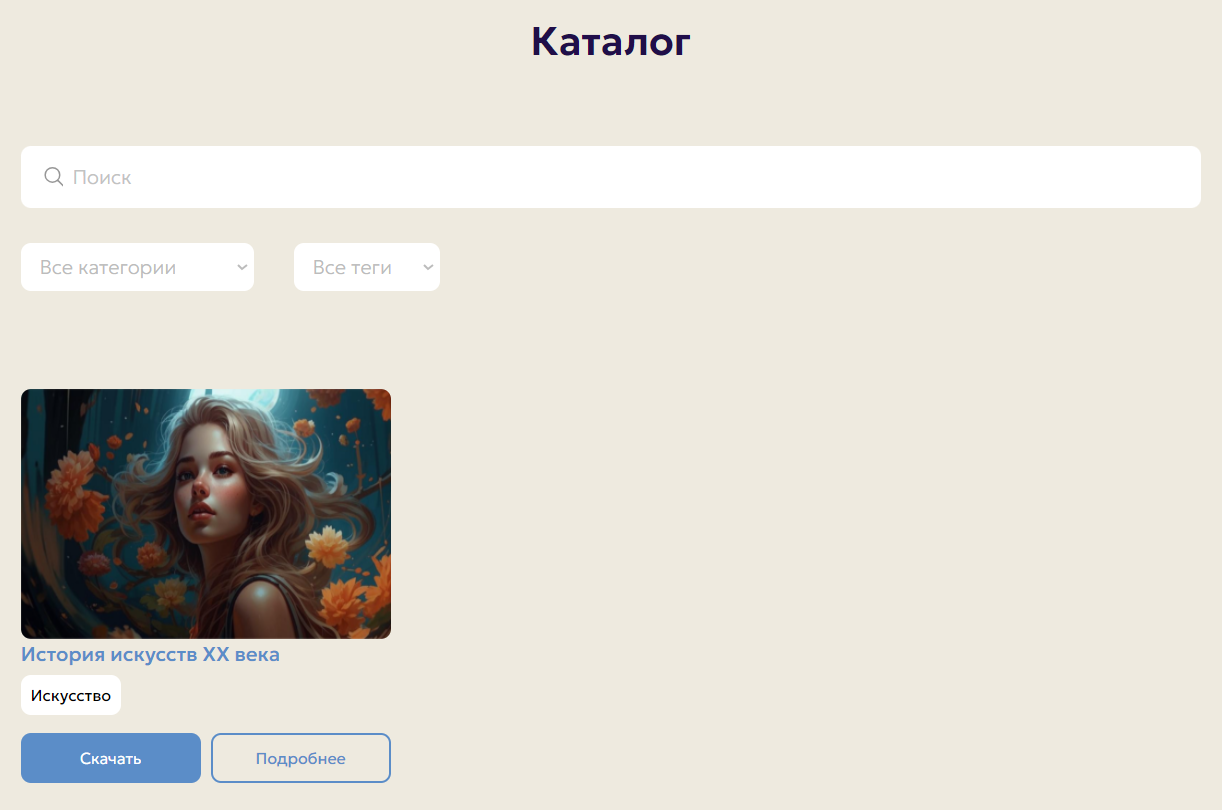 Каталог
Поиск
Все категории
Все теги
История искусств XX века
Искусство
Скачать
Подробнее